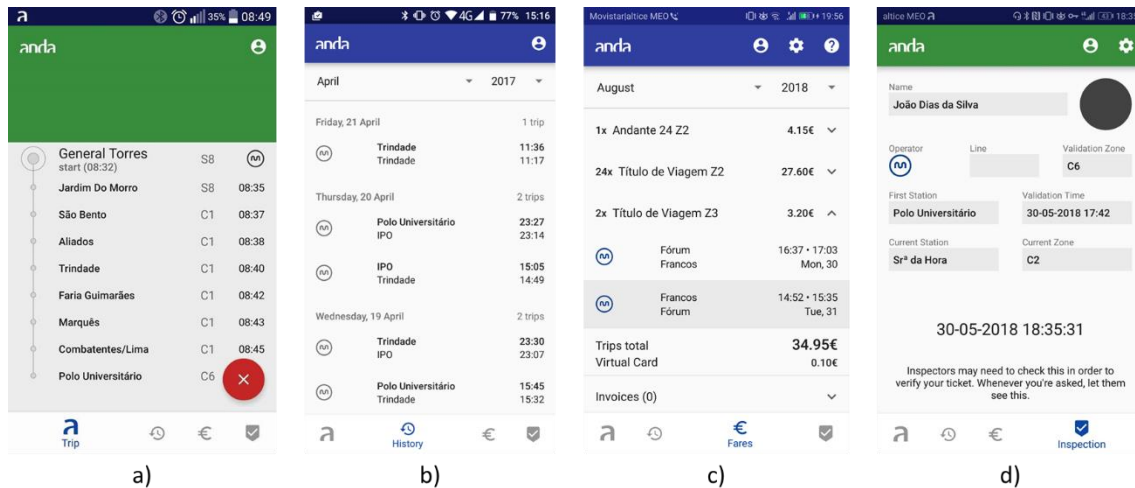 35% 08:49
anda
General Torres S8
start (08:32)
Jardim Do Morro S8 08:35
São Bento C1 08:37
Aliados C1 08:38
Trindade C1 08:40
Faria Guimarães C1 08:42
Marquês C1 08:43
Combatentes/Lima C1 08:45
Polo Universitário C6
Trip
a)
4G 77% 15:16
anda
April 2017
Friday, 21 April 1 trip
Trindade 11:36
Trindade 11:17
Thursday, 20 April 2 trips
Polo Universitário 23:27
IPO 23:14
IPO 15:05
Trindade 14:49
Wednesday, 19 April 2 trips
Trindade 23:30
IPO 23:07
Polo Universitário 15:45
Trindade 15:32
History
b)
Movistar|altice MEO 19:56
anda
August 2018
1x Andante 24 Z2 4.15€
24x Título de Viagem Z2 27.60€
2x Título de Viagem Z3 3.20€
Fórum 16:37 • 17:03
Francos Mon, 30
Francos 14:52 • 15:35
Fórum Tue, 31
Trips total 34.95€
Virtual Card 0.10€
Invoices (0)
€
Fares
c)
altice MEO
anda
Name
João Dias da Silva
Operator Line Validation Zone
C6
First Station Validation Time
Polo Universitário 30-05-2018 17:42
Current Station Current Zone
Srª da Hora C2
30-05-2018 18:35:31
Inspectors may need to check this in order to
verify your ticket. Whenever you're asked, let them
see this.
Inspection
d)